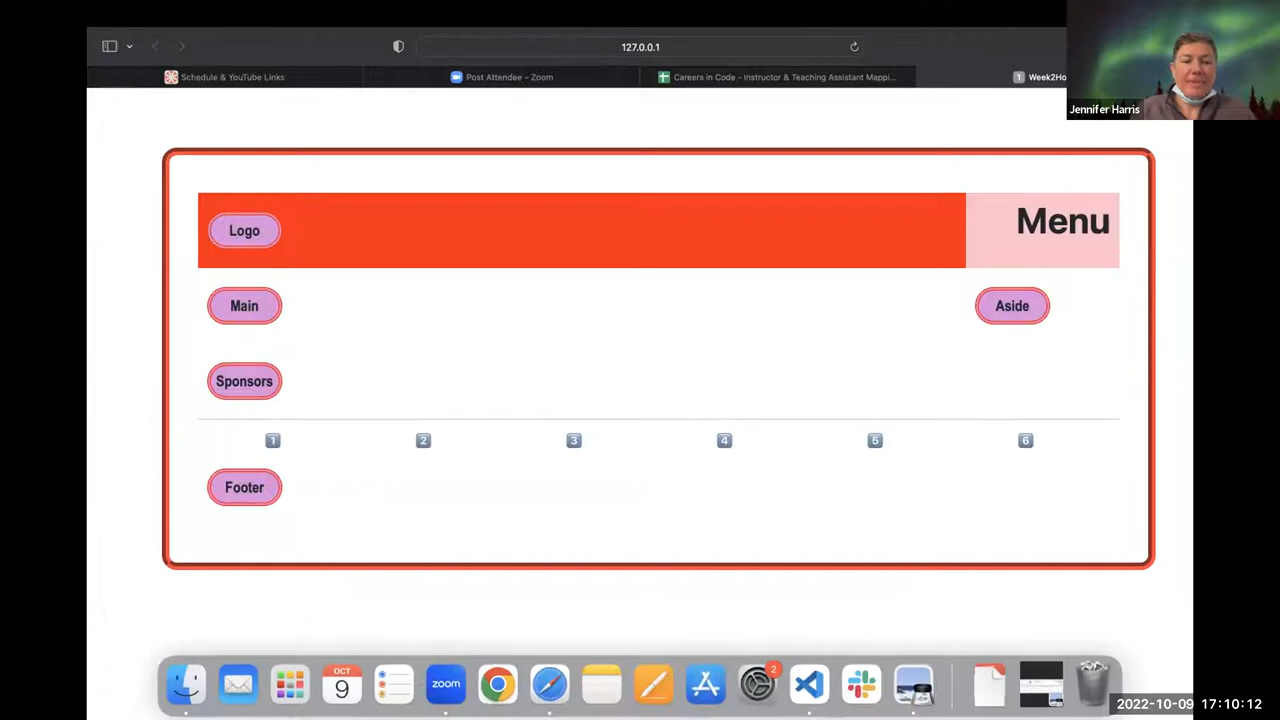 127.0.0.1
Schedule & YouTube Links
Post Attendee - Zoom
Careers in Code - Instructor & Teaching Assistant Mappi...
1 Week2Ho
Jennifer Harris
Logo
Menu
Main
Aside
Sponsors
1 2 3 4 5 6
Footer
OCT
9
zoom
2
2022-10-09 17:10:12